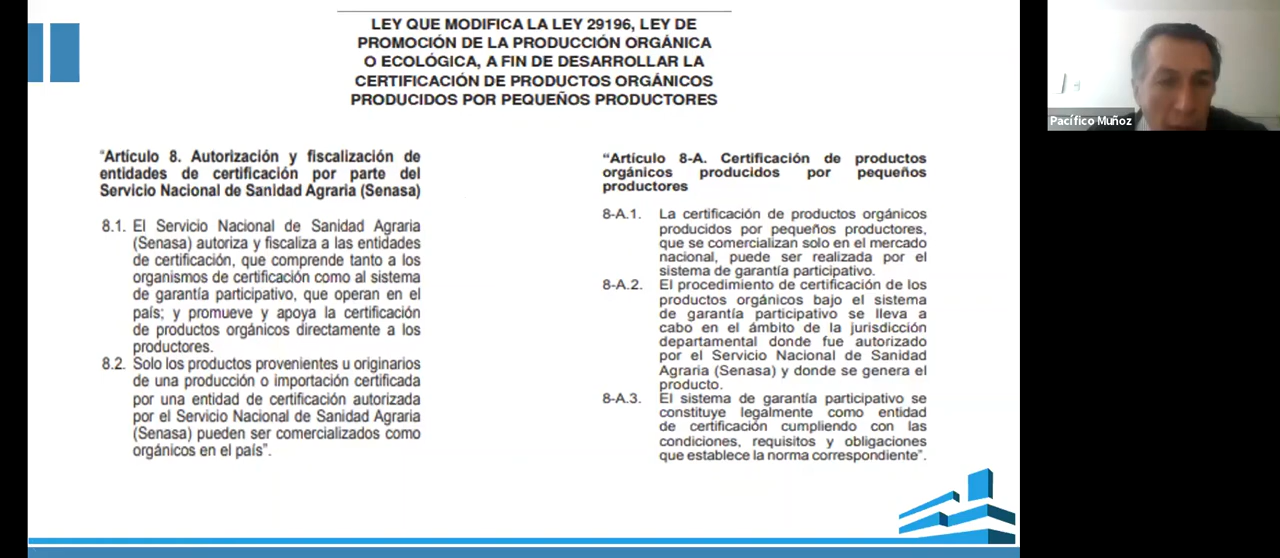 LEY QUE MODIFICA LA LEY 29196, LEY DE
PROMOCIÓN DE LA PRODUCCIÓN ORGÁNICA
O ECOLÓGICA, A FIN DE DESARROLLAR LA
CERTIFICACIÓN DE PRODUCTOS ORGÁNICOS
PRODUCIDOS POR PEQUEÑOS PRODUCTORES
“Artículo 8. Autorización y fiscalización de
entidades de certificación por parte del
Servicio Nacional de Sanidad Agraria (Senasa)
8.1. El Servicio Nacional de Sanidad Agraria
(Senasa) autoriza y fiscaliza a las entidades
de certificación, que comprende tanto a los
organismos de certificación como al sistema
de garantía participativo, que operan en el
país; y promueve y apoya la certificación
de productos orgánicos directamente a los
productores.
8.2. Solo los productos provenientes u originarios
de una producción o importación certificada
por una entidad de certificación autorizada
por el Servicio Nacional de Sanidad Agraria
(Senasa) pueden ser comercializados como
orgánicos en el país”.
“Artículo 8-A. Certificación de productos
orgánicos producidos por pequeños
productores
8-A.1. La certificación de productos orgánicos
producidos por pequeños productores,
que se comercializan solo en el mercado
nacional, puede ser realizada por el
sistema de garantía participativo.
8-A.2. El procedimiento de certificación de los
productos orgánicos bajo el sistema
de garantía participativo se lleva a
cabo en el ámbito de la jurisdicción
departamental donde fue autorizado
por el Servicio Nacional de Sanidad
Agraria (Senasa) y donde se genera el
producto.
8-A.3. El sistema de garantía participativo se
constituye legalmente como entidad
de certificación cumpliendo con las
condiciones, requisitos y obligaciones
que establece la norma correspondiente”.
Pacífico Muñoz